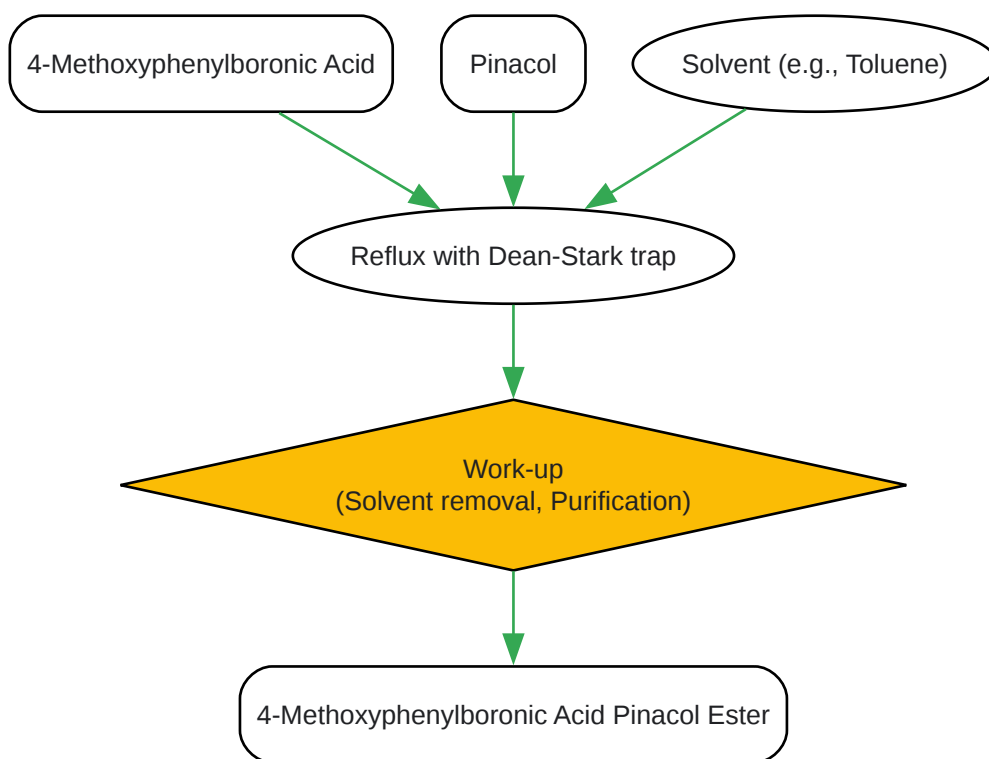 4-Methoxyphenylboronic Acid
Pinacol
Solvent (e.g., Toluene)
Reflux with Dean-Stark trap
Work-up
(Solvent removal, Purification)
4-Methoxyphenylboronic Acid Pinacol Ester